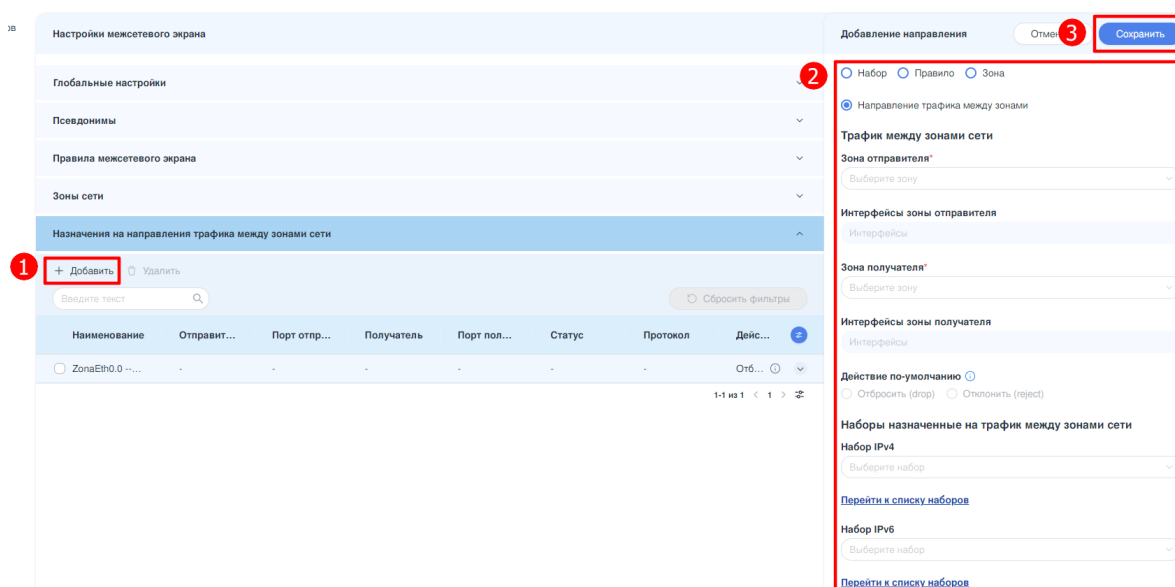 ов
Настройки межсетевого экрана
Глобальные настройки
Псевдонимы
Правила межсетевого экрана
Зоны сети
Назначения на направления трафика между зонами сети
1
+ Добавить
Удалить
Введите текст
Сбросить фильтры
Наименование Отправит... Порт отпр... Получатель Порт пол... Статус Протокол Дейс...
ZonaEth0.0 --... - - - - - - Отб...
1-1 из 1 < 1 >
Добавление направления
Отмен
3
Сохранить
2
Набор Правило Зона
Направление трафика между зонами
Трафик между зонами сети
Зона отправителя*
Выберите зону
Интерфейсы зоны отправителя
Интерфейсы
Зона получателя*
Выберите зону
Интерфейсы зоны получателя
Интерфейсы
Действие по-умолчанию
Отбросить (drop) Отклонить (reject)
Наборы назначенные на трафик между зонами сети
Набор IPv4
Выберите набор
Перейти к списку наборов
Набор IPv6
Выберите набор
Перейти к списку наборов